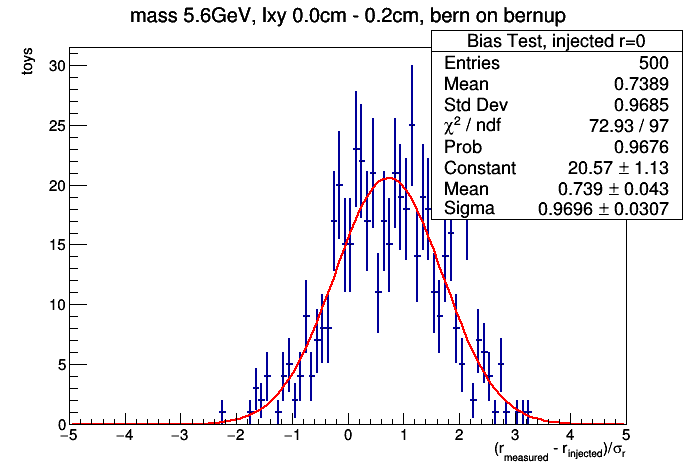 mass 5.6GeV, lxy 0.0cm - 0.2cm, bern on bernup
Bias Test, injected r=0
Entries 500
Mean 0.7389
Std Dev 0.9685
χ² / ndf 72.93 / 97
Prob 0.9676
Constant 20.57 ± 1.13
Mean 0.739 ± 0.043
Sigma 0.9696 ± 0.0307
toys
30
25
20
15
10
5
0
−5 −4 −3 −2 −1 0 1 2 3 4 5
(r_measured - r_injected)/σ_r